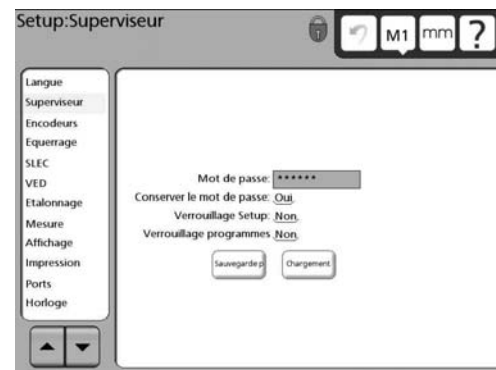 Setup:Superviseur
M1
mm
?
Langue
Superviseur
Encodeurs
Equerrage
SLEC
VED
Etalonnage
Mesure
Affichage
Impression
Ports
Horloge
Mot de passe: ******
Conserver le mot de passe: Oui
Verrouillage Setup: Non
Verrouillage programmes Non
Sauvegarde p
Chargement